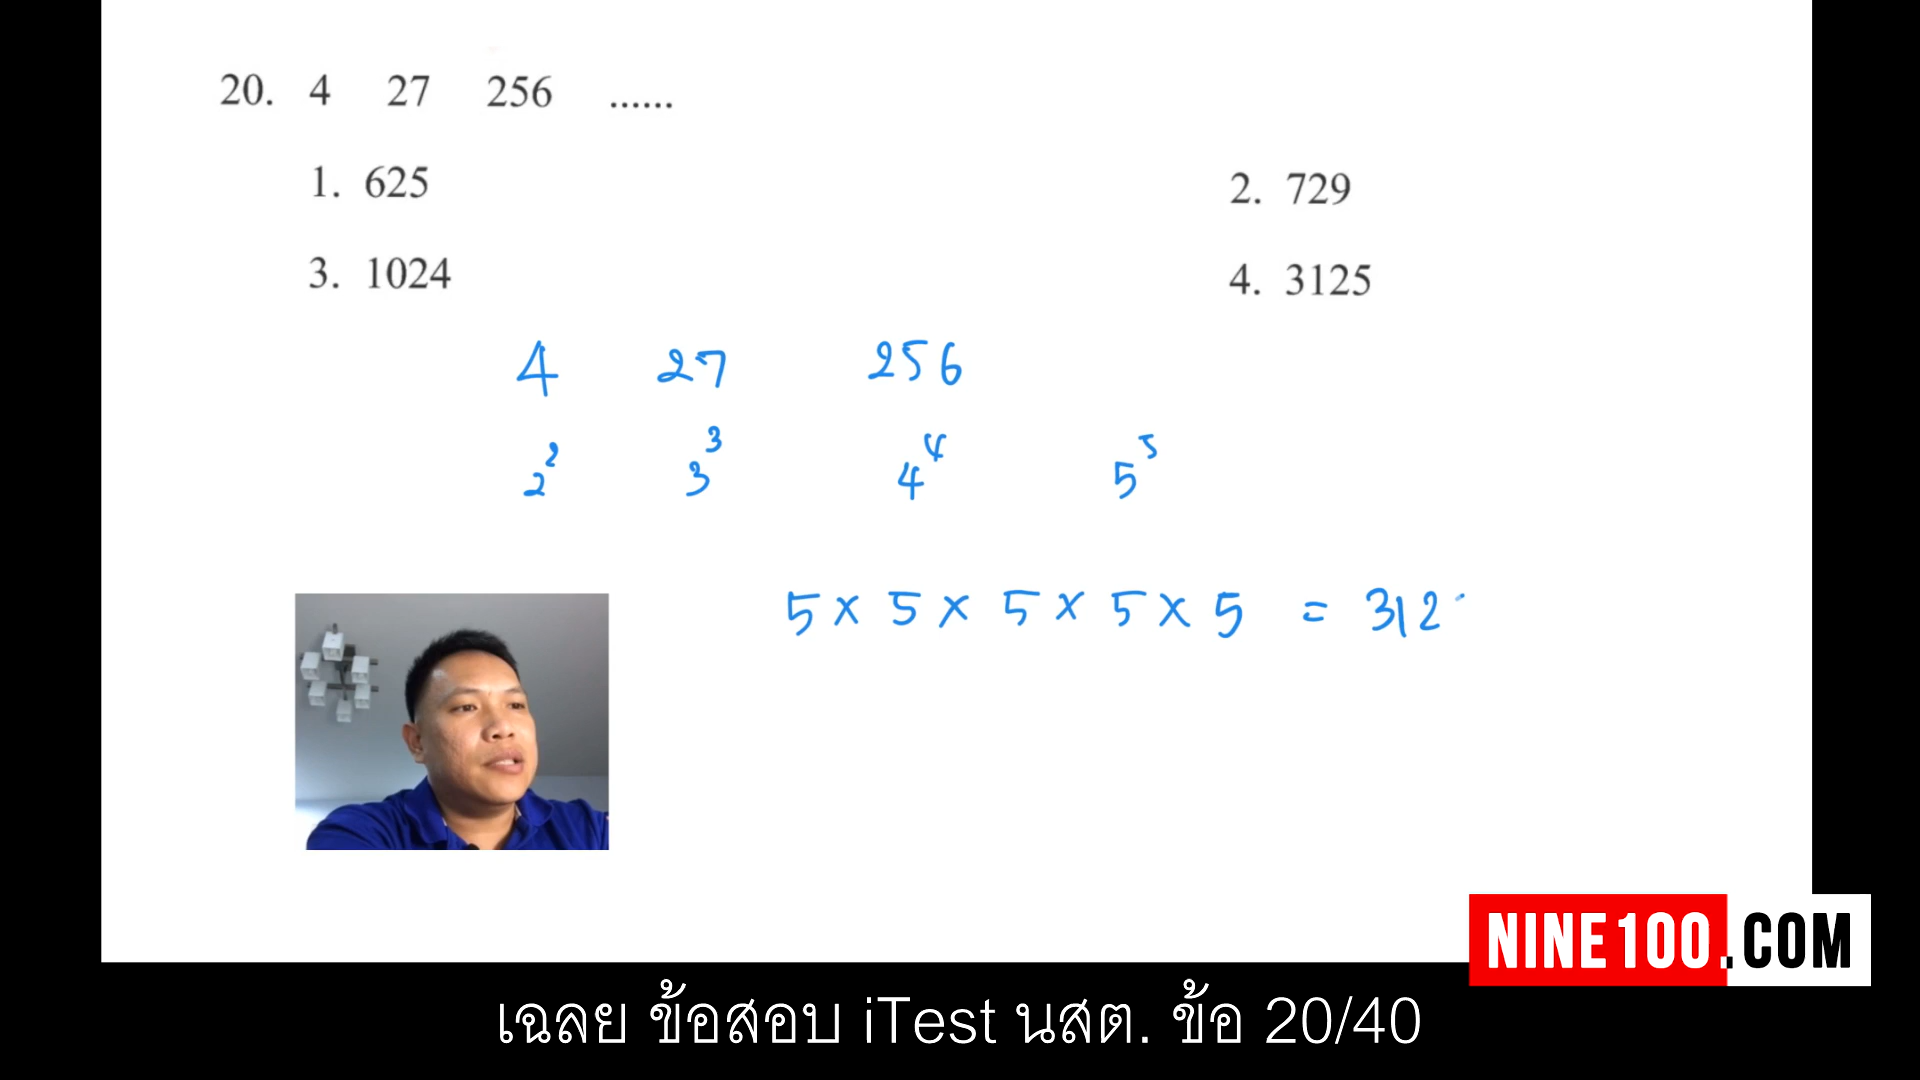 20. 4 27 256 ......
1. 625 2. 729
3. 1024 4. 3125
4 27 256
2² 3³ 4⁴ 5⁵
5 × 5 × 5 × 5 × 5 = 312
NINE100.COM
เฉลย ข้อสอบ iTest นสต. ข้อ 20/40